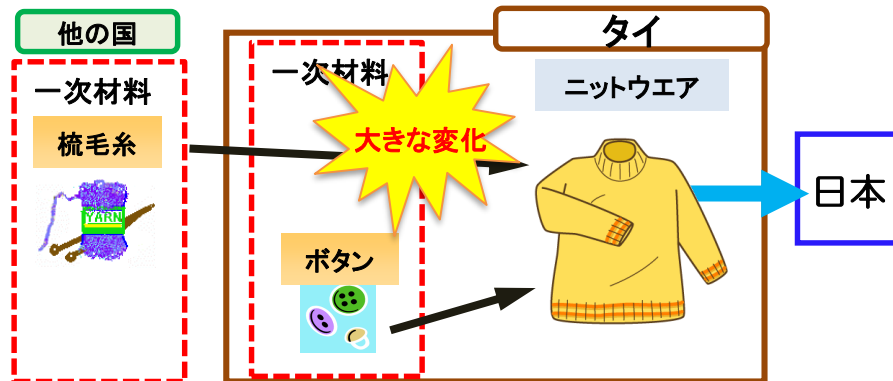 他の国
タイ
一次材料
一次材料
ニットウエア
大きな変化
梳毛糸
YARN
日本
ボタン